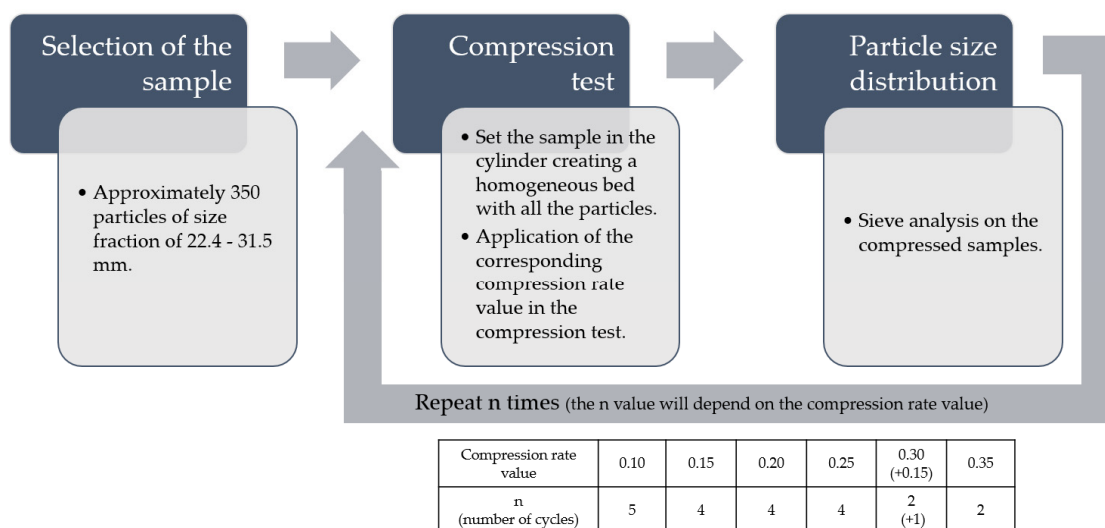 Selection of the
sample
Compression
test
Particle size
distribution
• Approximately 350
particles of size
fraction of 22.4 - 31.5
mm.
• Set the sample in the
cylinder creating a
homogeneous bed
with all the particles.
• Application of the
corresponding
compression rate
value in the
compression test.
• Sieve analysis on the
compressed samples.
Repeat n times (the n value will depend on the compression rate value)
Compression rate
value
0.10
0.15
0.20
0.25
0.30
(+0.15)
0.35
n
(number of cycles)
5
4
4
4
2
(+1)
2